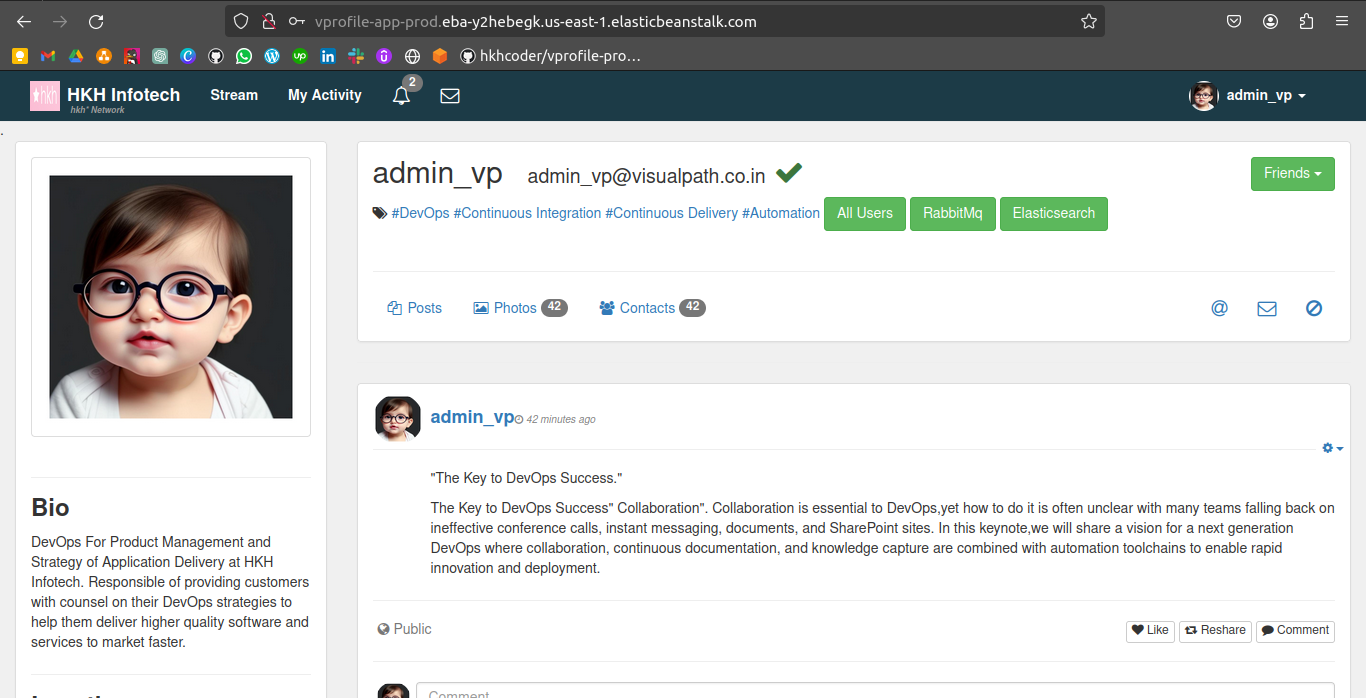 vprofile-app-prod.eba-y2hebegk.us-east-1.elasticbeanstalk.com
hkhcoder/vprofile-pro…
hkh
HKH Infotech
hkh* Network
Stream
My Activity
2
admin_vp
.
admin_vp
admin_vp@visualpath.co.in
Friends
#DevOps #Continuous Integration #Continuous Delivery #Automation
All Users
RabbitMq
Elasticsearch
Posts
Photos 42
Contacts 42
@
admin_vp 42 minutes ago
"The Key to DevOps Success."
The Key to DevOps Success" Collaboration". Collaboration is essential to DevOps,yet how to do it is often unclear with many teams falling back on
ineffective conference calls, instant messaging, documents, and SharePoint sites. In this keynote,we will share a vision for a next generation
DevOps where collaboration, continuous documentation, and knowledge capture are combined with automation toolchains to enable rapid
innovation and deployment.
Public
Like
Reshare
Comment
Comment
Bio
DevOps For Product Management and
Strategy of Application Delivery at HKH
Infotech. Responsible of providing customers
with counsel on their DevOps strategies to
help them deliver higher quality software and
services to market faster.